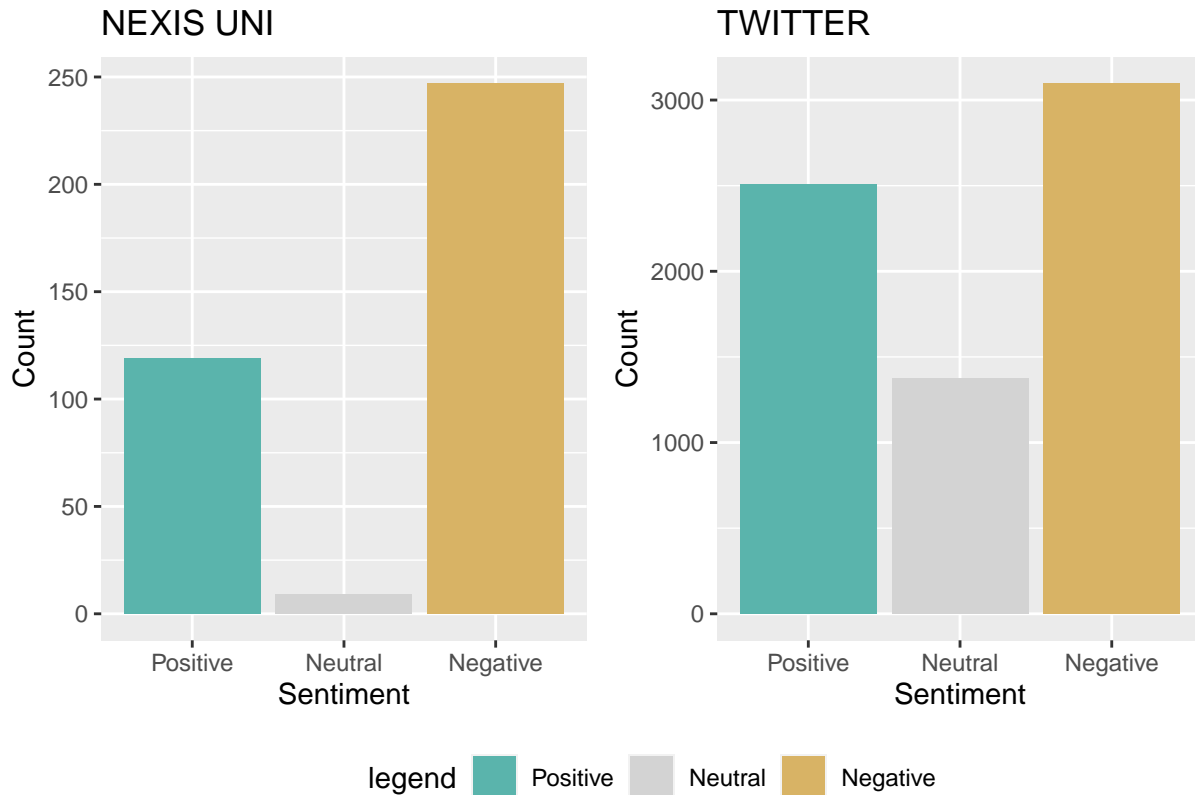 NEXIS UNI
250
200
150
100
50
0
Count
Positive Neutral Negative
Sentiment
TWITTER
3000
2000
1000
0
Count
Positive Neutral Negative
Sentiment
legend Positive Neutral Negative